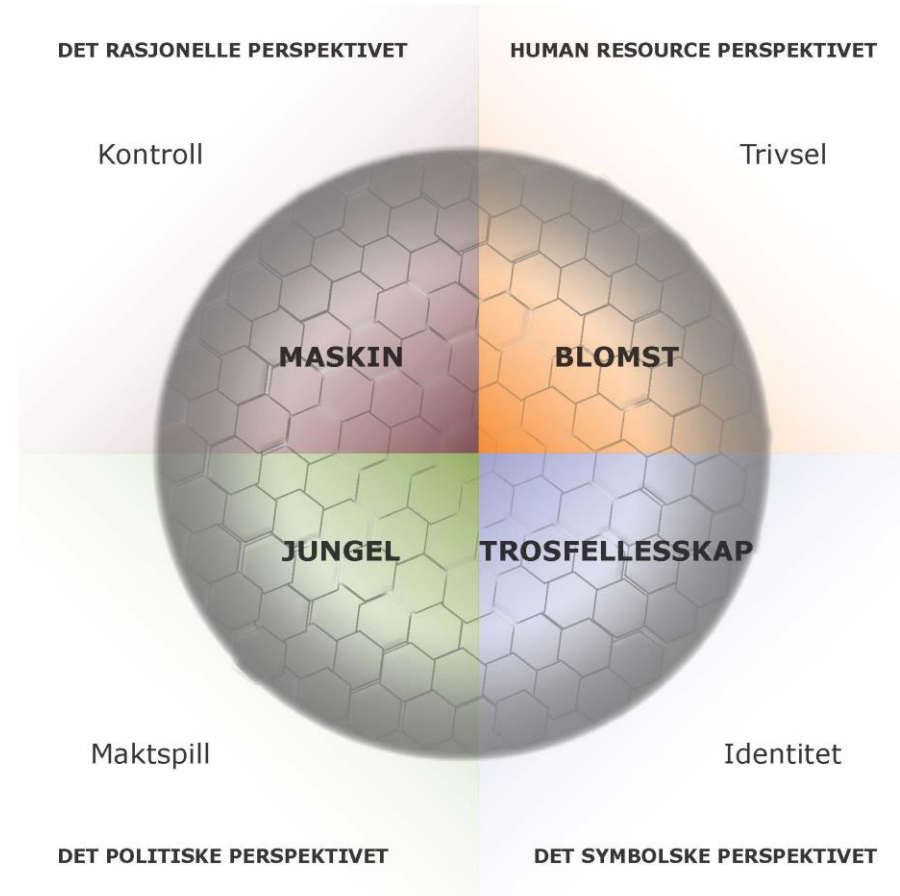 DET RASJONELLE PERSPEKTIVET
HUMAN RESOURCE PERSPEKTIVET
Kontroll
Trivsel
MASKIN
BLOMST
JUNGEL
TROSFELLESSKAP
Maktspill
Identitet
DET POLITISKE PERSPEKTIVET
DET SYMBOLSKE PERSPEKTIVET